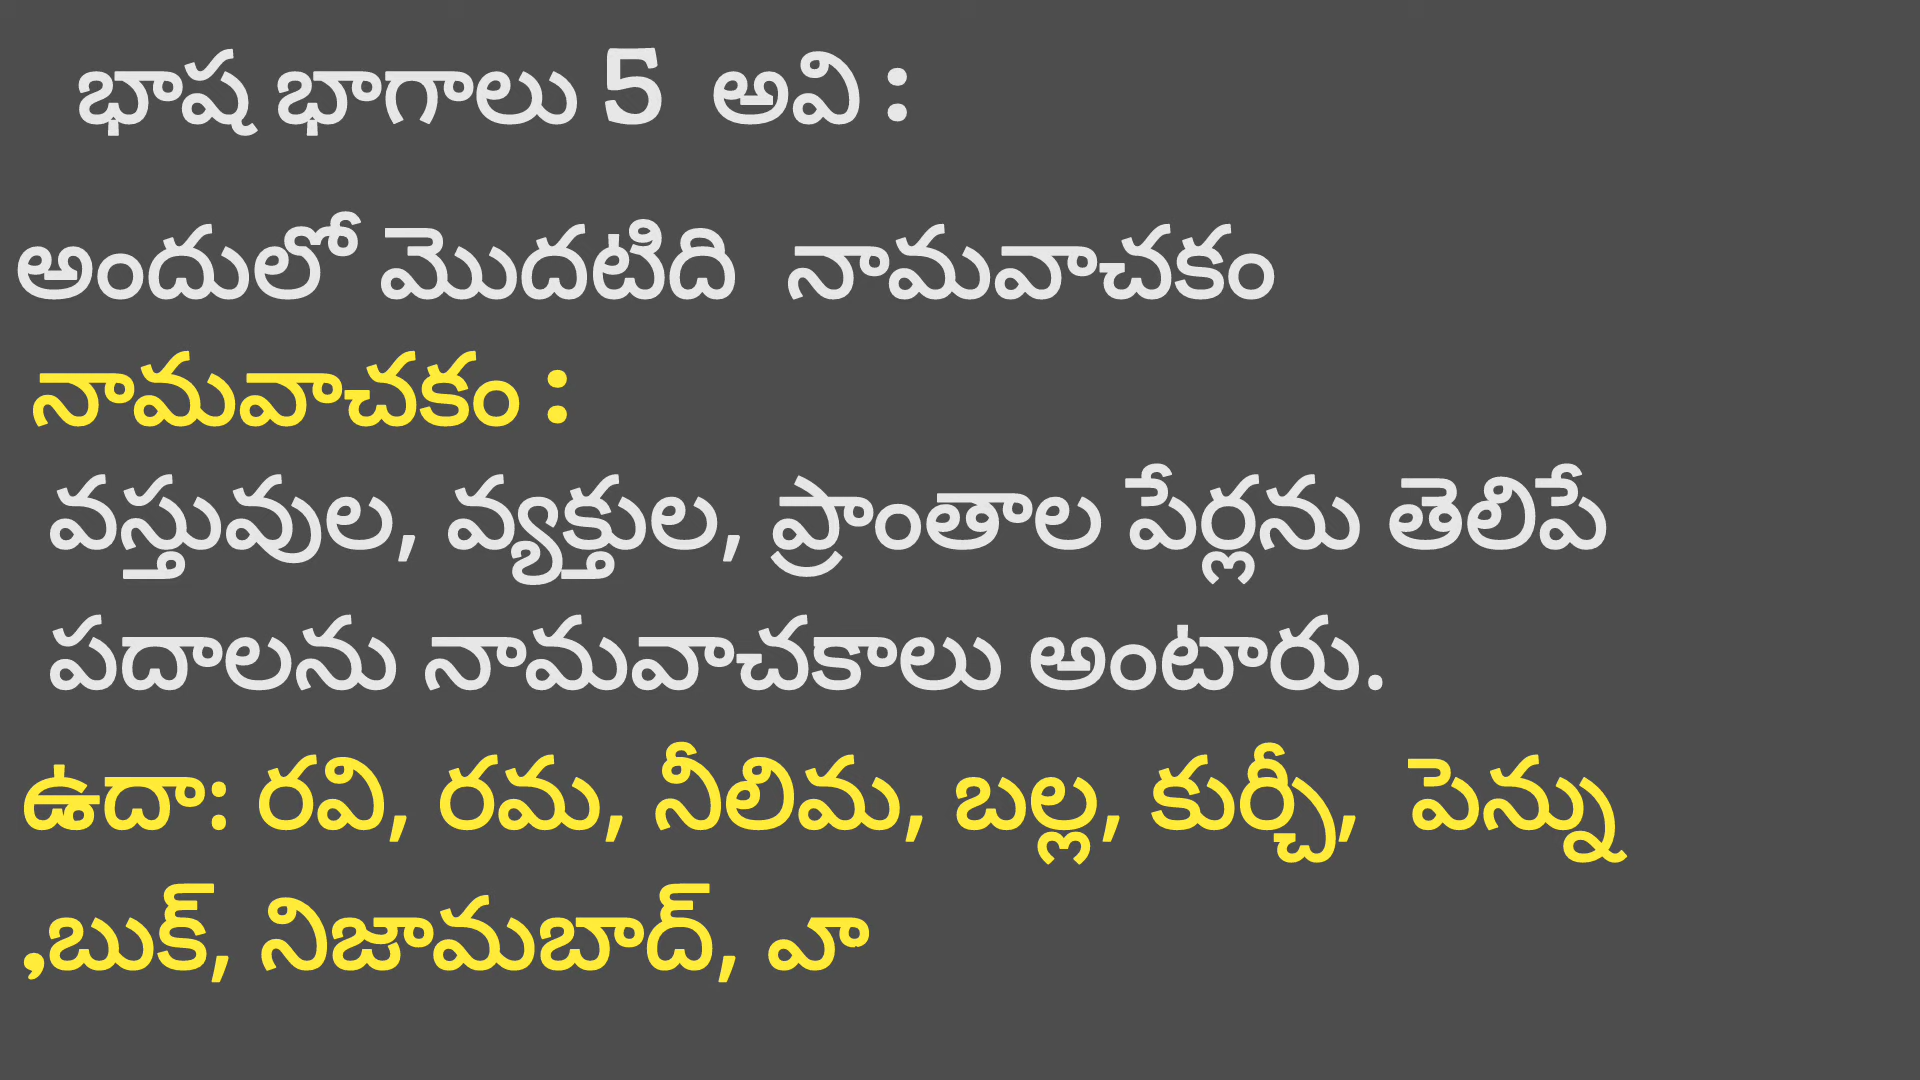 భాష భాగాలు 5 అవి :
అందులో మొదటిది నామవాచకం
నామవాచకం :
వస్తువుల, వ్యక్తుల, ప్రాంతాల పేర్లను తెలిపే
పదాలను నామవాచకాలు అంటారు.
ఉదా: రవి, రమ, నీలిమ, బల్ల, కుర్చీ, పెన్ను
,బుక్, నిజామబాద్,